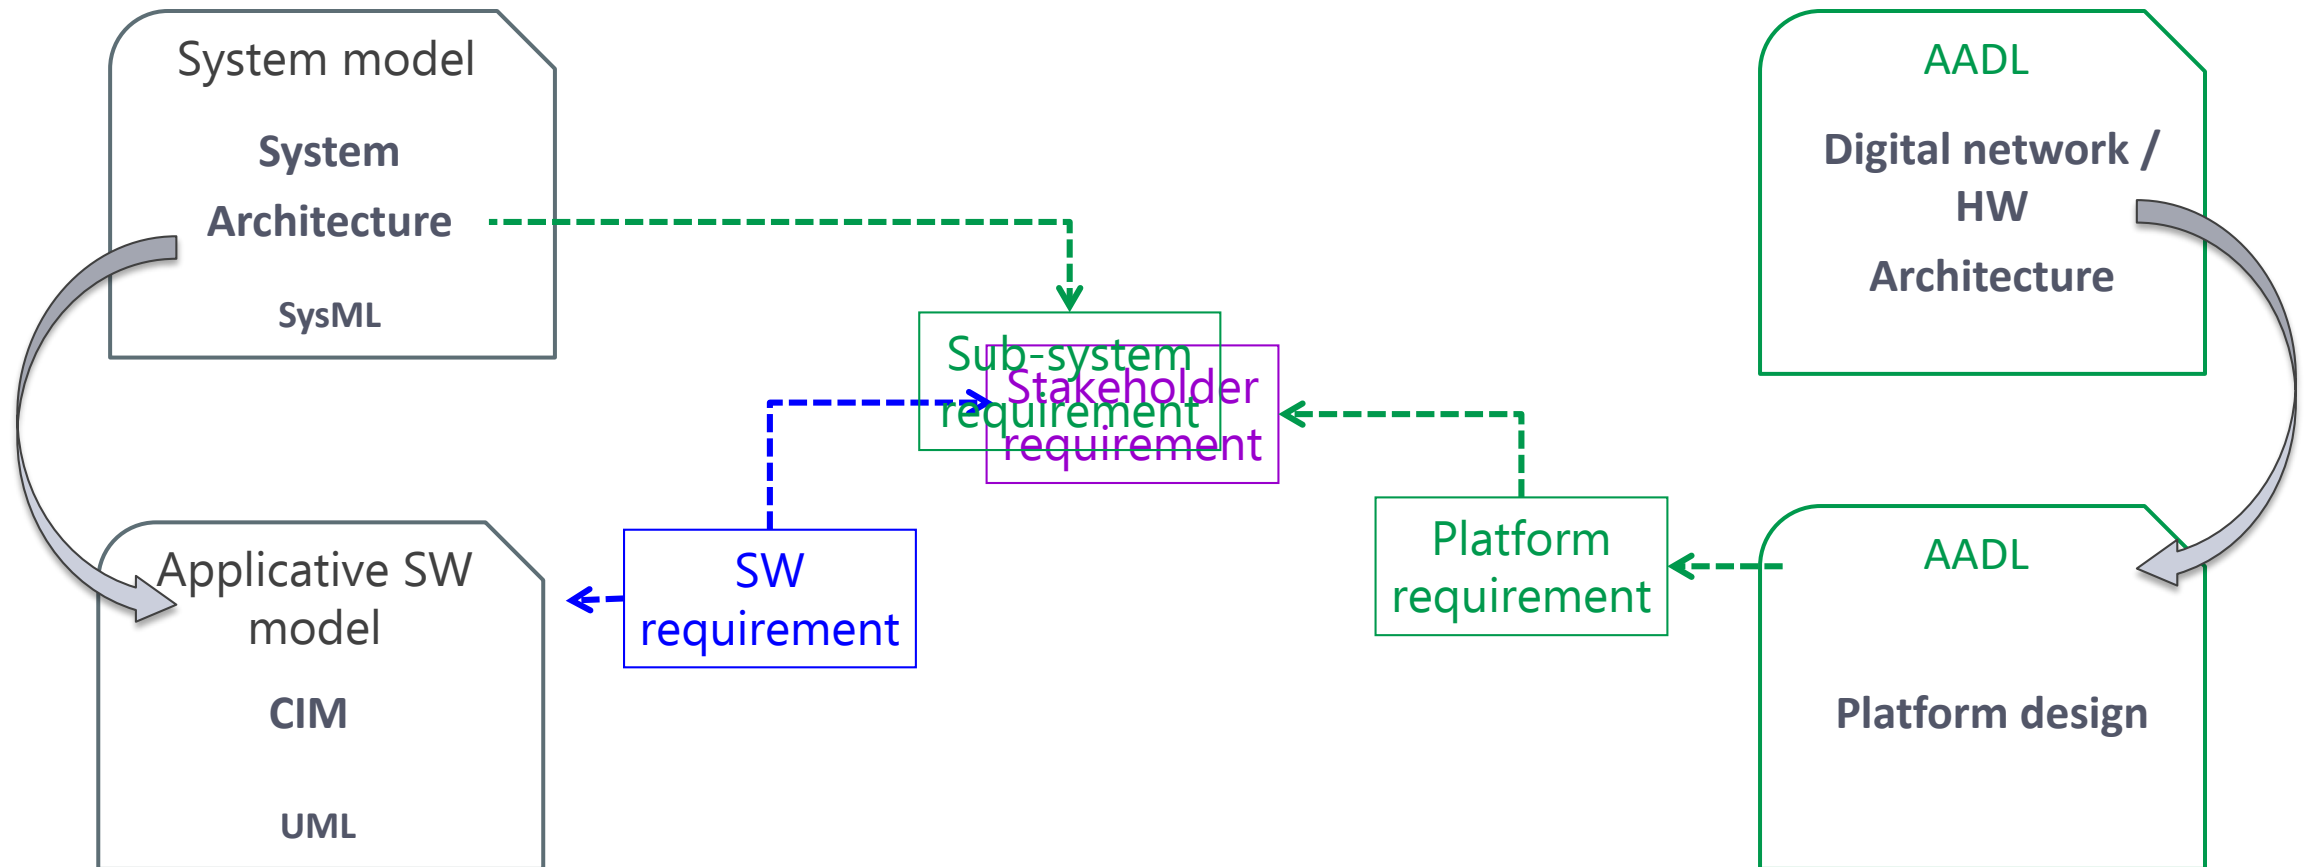 System model
System
Architecture
SysML
AADL
Digital network /
HW
Architecture
Sub-system
requirement
Stakeholder
requirement
Applicative SW
model
CIM
UML
SW
requirement
Platform
requirement
AADL
Platform design